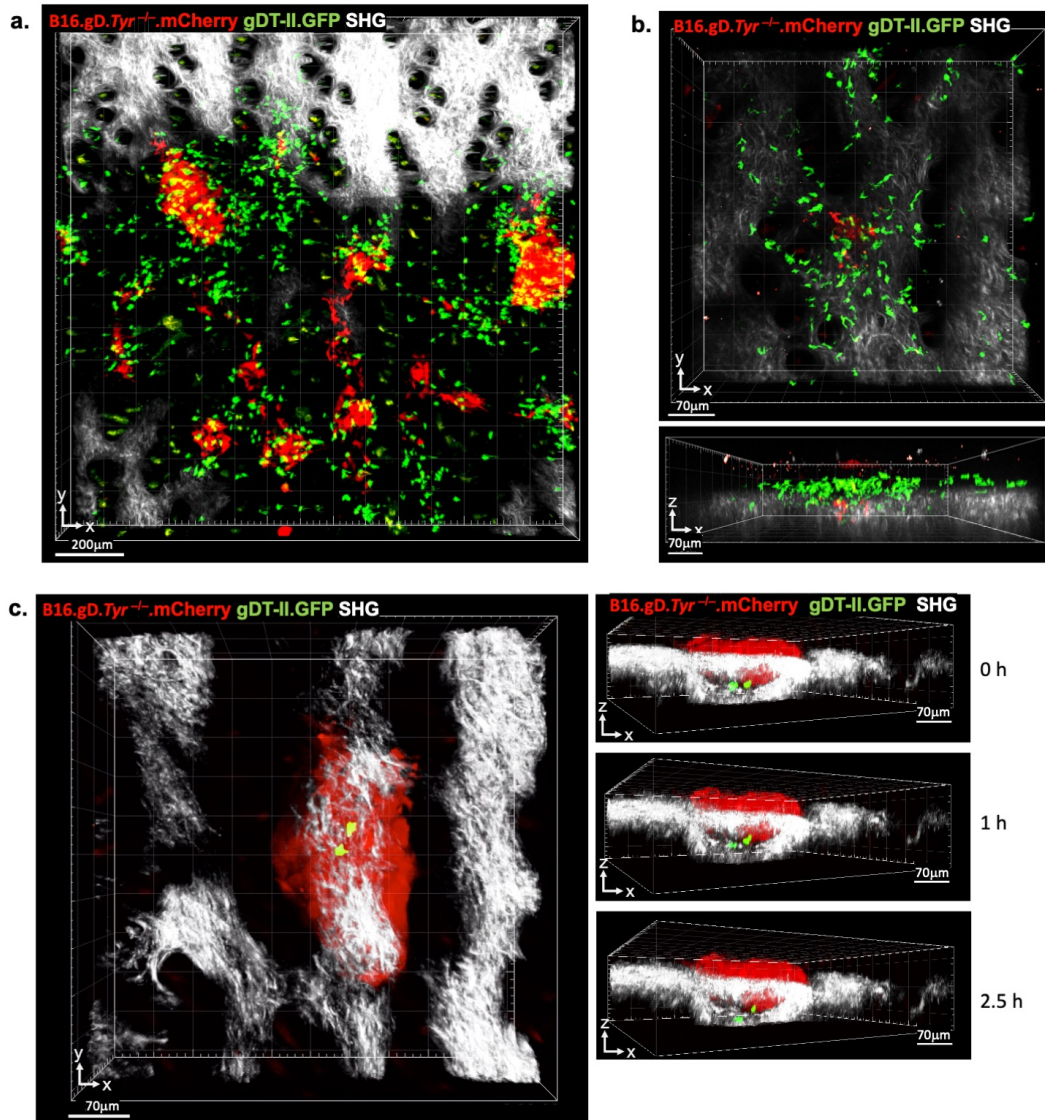 a.
B16.gD.Tyr⁻/⁻.mCherry gDT-II.GFP SHG
y
x
200µm
b.
B16.gD.Tyr⁻/⁻.mCherry gDT-II.GFP SHG
y
x
70µm
z
x
70µm
c.
B16.gD.Tyr⁻/⁻.mCherry gDT-II.GFP SHG
y
x
70µm
B16.gD.Tyr⁻/⁻.mCherry gDT-II.GFP SHG
z
x
70µm
0 h
z
x
70µm
1 h
z
x
70µm
2.5 h